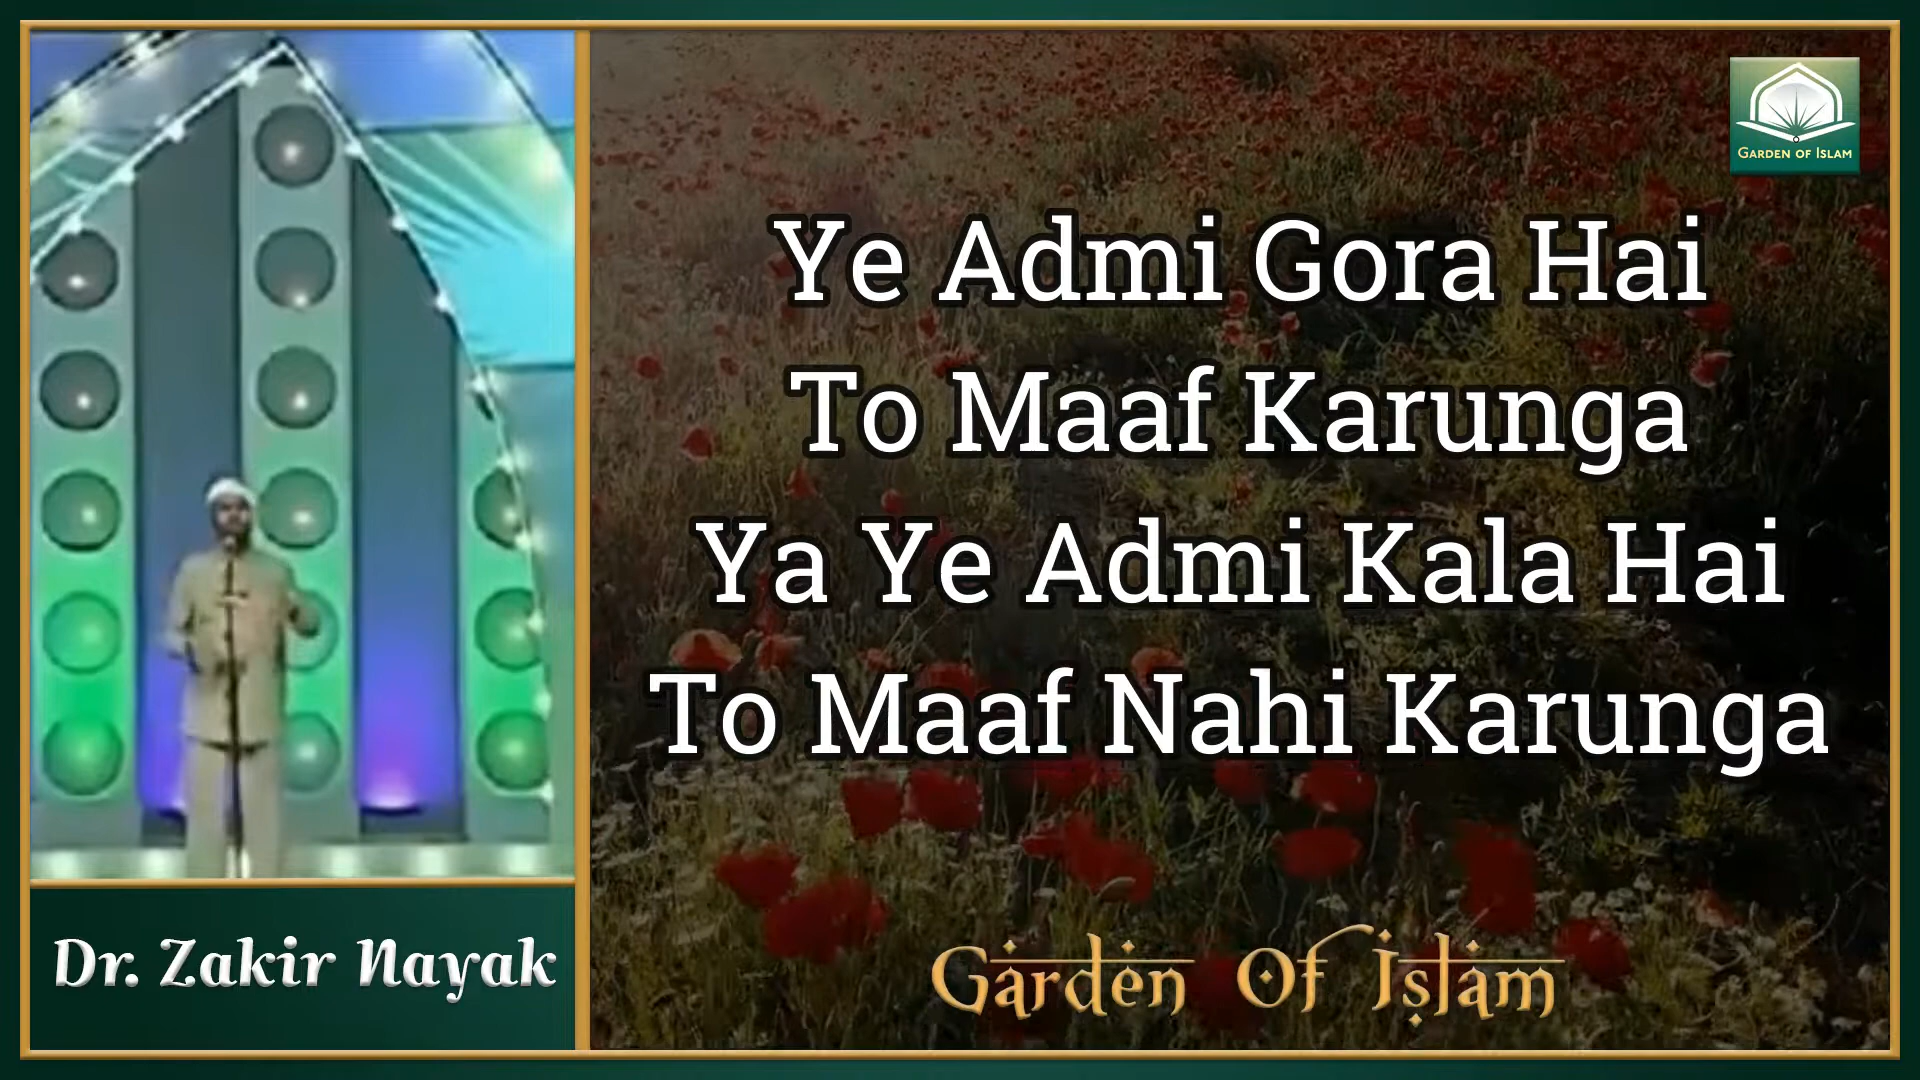 GARDEN OF ISLAM
Ye Admi Gora Hai
To Maaf Karunga
Ya Ye Admi Kala Hai
To Maaf Nahi Karunga
Dr. Zakir Nayak
Garden Of Islam